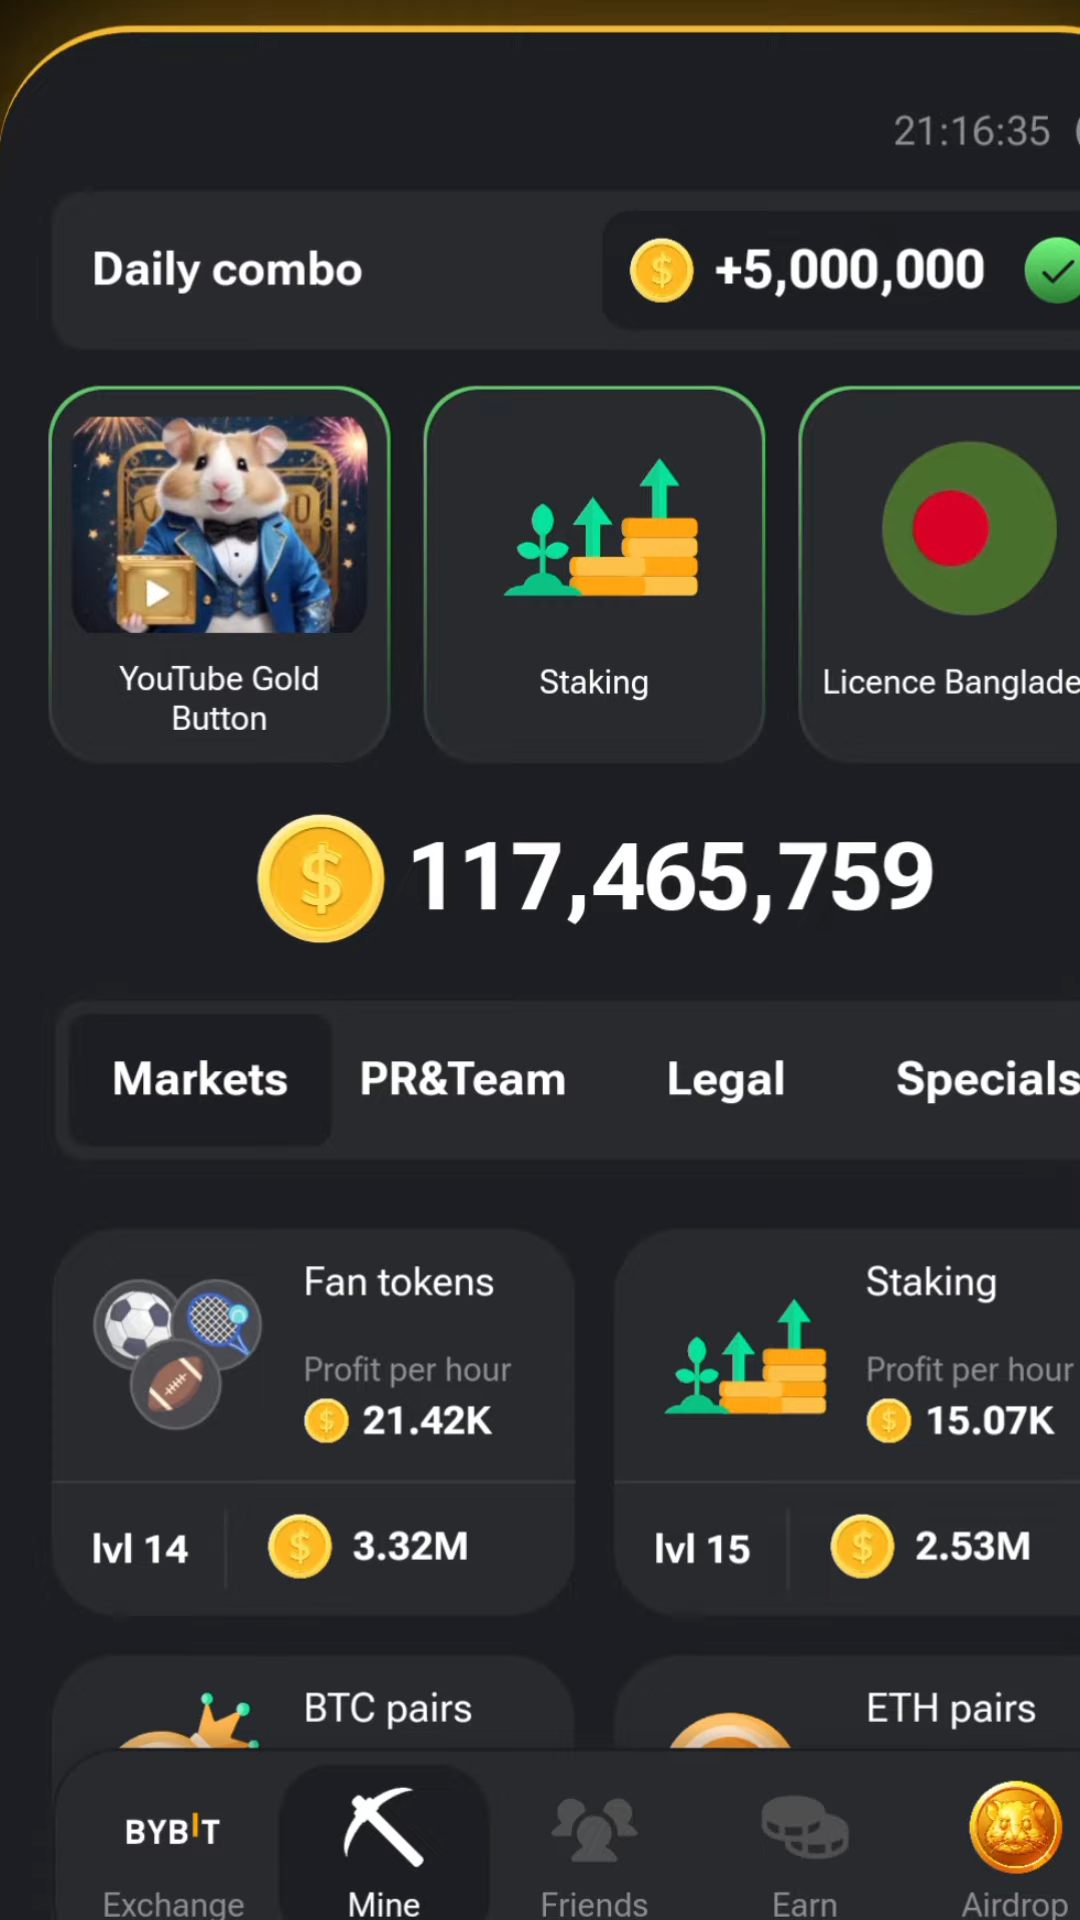 21:16:35
Daily combo
+5,000,000
YouTube Gold
Button
Staking
Licence Banglade
117,465,759
Markets
PR&Team
Legal
Specials
Fan tokens
Profit per hour
21.42K
lvl 14
3.32M
Staking
Profit per hour
15.07K
lvl 15
2.53M
BTC pairs
ETH pairs
BYBIT
Exchange
Mine
Friends
Earn
Airdrop